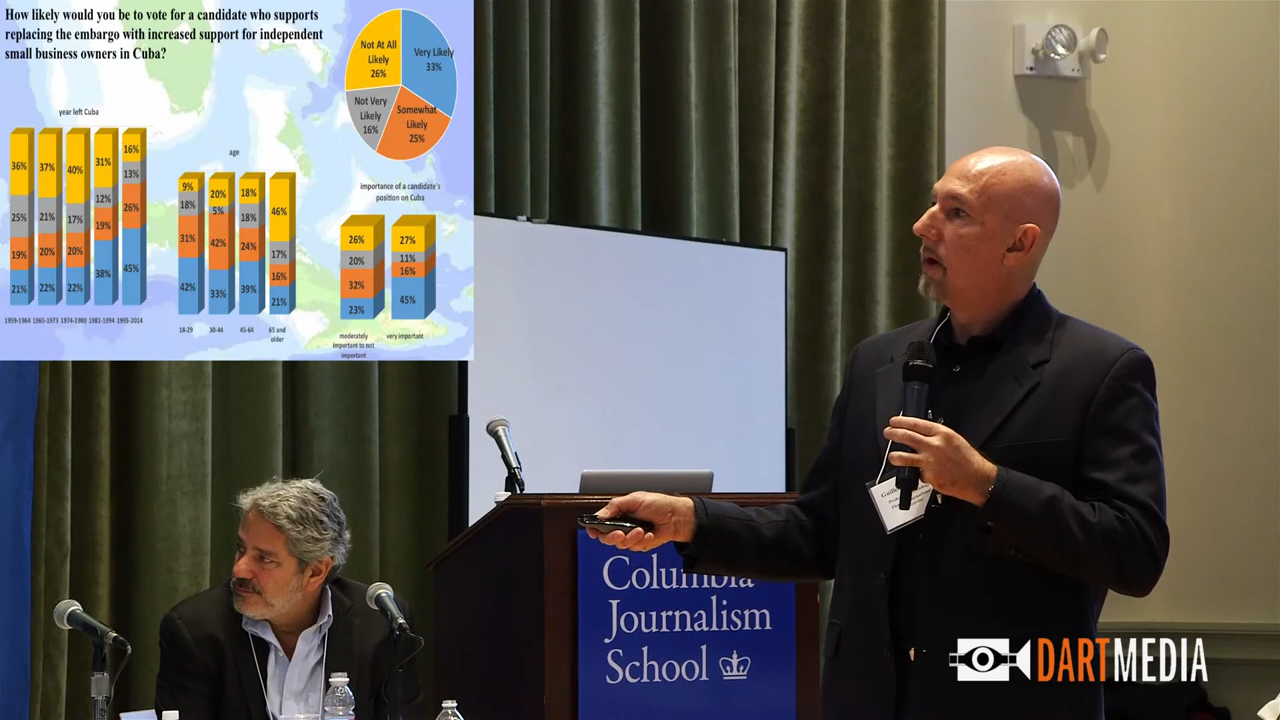 How likely would you be to vote for a candidate who supports
replacing the embargo with increased support for independent
small business owners in Cuba?
Not At All
Likely
26%
Very Likely
33%
Not Very
Likely
16%
Somewhat
Likely
25%
year left Cuba
36%
37%
40%
31%
16%
25%
21%
17%
12%
13%
19%
20%
20%
19%
26%
21%
22%
22%
38%
45%
1959-1964 1965-1973 1974-1980 1981-1994 1995-2014
age
9%
20%
18%
46%
18%
5%
18%
17%
31%
42%
24%
16%
42%
33%
39%
21%
18-29
30-44
45-64
65 and
older
importance of a candidate's
position on Cuba
26%
27%
20%
11%
32%
16%
23%
45%
moderately
important to not
important
very important
Columbia
Journalism
School
DARTMEDIA